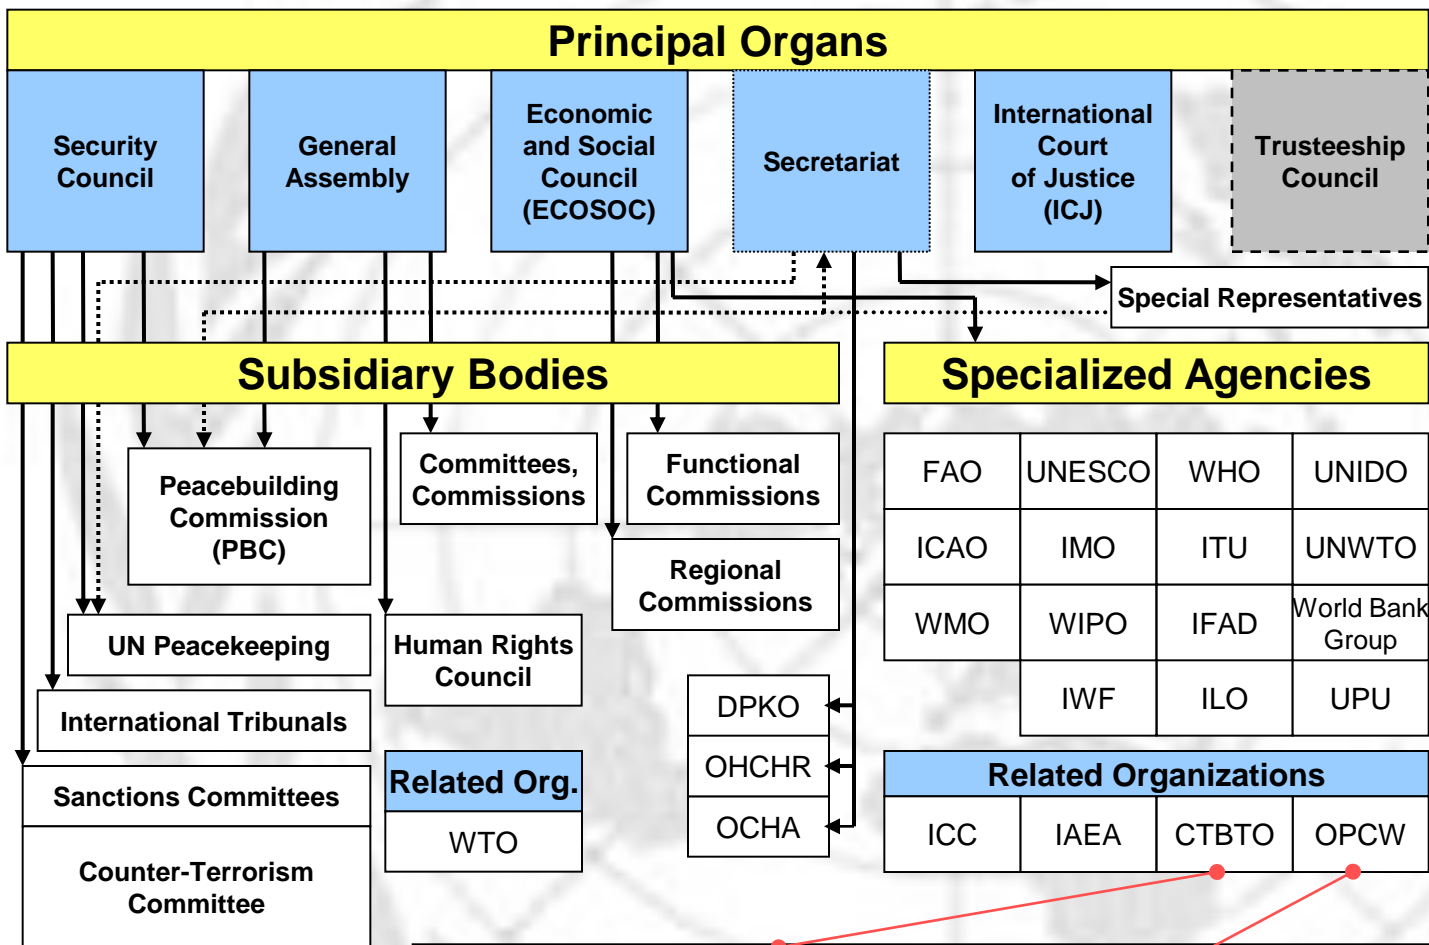 Principal Organs
Security
Council
General
Assembly
Economic
and Social
Council
(ECOSOC)
Secretariat
International
Court
of Justice
(ICJ)
Trusteeship
Council
Special Representatives
Subsidiary Bodies
Specialized Agencies
Peacebuilding
Commission
(PBC)
Committees,
Commissions
Functional
Commissions
Regional
Commissions
UN Peacekeeping
Human Rights
Council
International Tribunals
Sanctions Committees
Counter-Terrorism
Committee
Related Org.
WTO
DPKO
OHCHR
OCHA
FAO UNESCO WHO UNIDO
ICAO IMO ITU UNWTO
WMO WIPO IFAD World Bank
Group
IWF ILO UPU
Related Organizations
ICC IAEA CTBTO OPCW